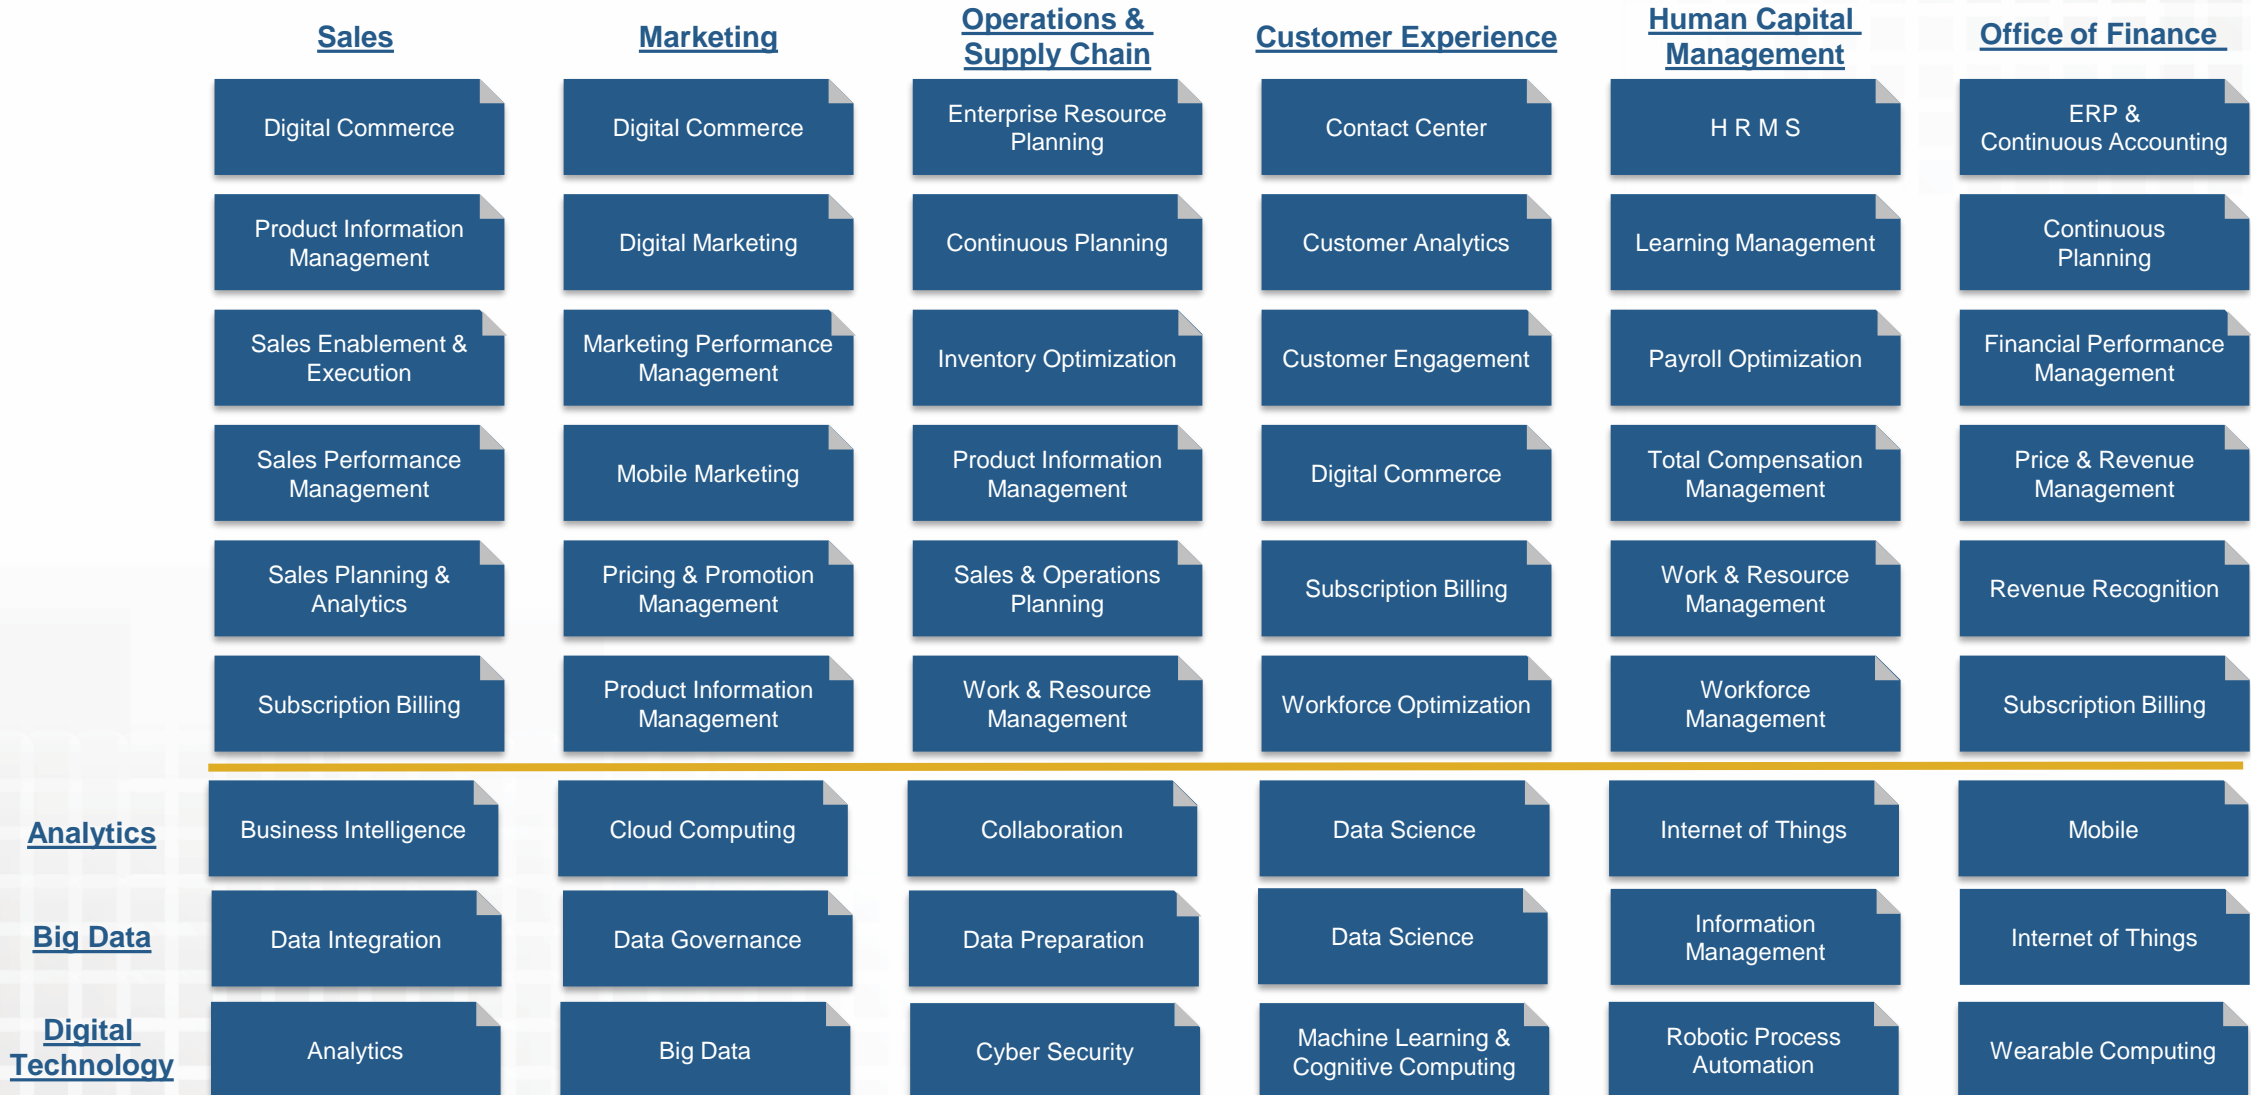 Sales
Marketing
Operations &
Supply Chain
Customer Experience
Human Capital
Management
Office of Finance
Digital Commerce
Digital Commerce
Enterprise Resource
Planning
Contact Center
H R M S
ERP &
Continuous Accounting
Product Information
Management
Digital Marketing
Continuous Planning
Customer Analytics
Learning Management
Continuous
Planning
Sales Enablement &
Execution
Marketing Performance
Management
Inventory Optimization
Customer Engagement
Payroll Optimization
Financial Performance
Management
Sales Performance
Management
Mobile Marketing
Product Information
Management
Digital Commerce
Total Compensation
Management
Price & Revenue
Management
Sales Planning &
Analytics
Pricing & Promotion
Management
Sales & Operations
Planning
Subscription Billing
Work & Resource
Management
Revenue Recognition
Subscription Billing
Product Information
Management
Work & Resource
Management
Workforce Optimization
Workforce
Management
Subscription Billing
Analytics
Business Intelligence
Cloud Computing
Collaboration
Data Science
Internet of Things
Mobile
Big Data
Data Integration
Data Governance
Data Preparation
Data Science
Information
Management
Internet of Things
Digital
Technology
Analytics
Big Data
Cyber Security
Machine Learning &
Cognitive Computing
Robotic Process
Automation
Wearable Computing